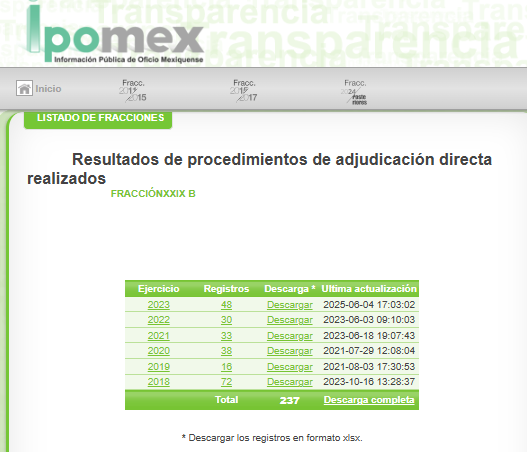 Transparencia
Ipomex
Información Pública de Oficio Mexiquense
Inicio
Fracc.
2015
Fracc.
2017
Fracc.
2024
Poste
riores
LISTADO DE FRACCIONES
Resultados de procedimientos de adjudicación directa
realizados
FRACCIÓNXXIX B
Ejercicio Registros Descarga * Ultima actualización
2023 48 Descargar 2025-06-04 17:03:02
2022 30 Descargar 2023-06-03 09:10:03
2021 33 Descargar 2023-06-18 19:07:43
2020 38 Descargar 2021-07-29 12:08:04
2019 16 Descargar 2021-08-03 17:30:53
2018 72 Descargar 2023-10-16 13:28:37
Total 237 Descarga completa
* Descargar los registros en formato xlsx.